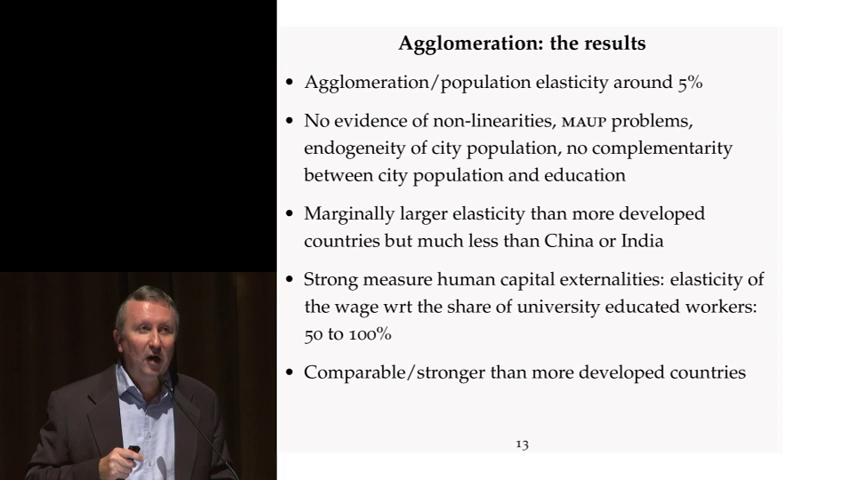 Agglomeration: the results
• Agglomeration/population elasticity around 5%
• No evidence of non-linearities, MAUP problems,
endogeneity of city population, no complementarity
between city population and education
• Marginally larger elasticity than more developed
countries but much less than China or India
• Strong measure human capital externalities: elasticity of
the wage wrt the share of university educated workers:
50 to 100%
• Comparable/stronger than more developed countries
13